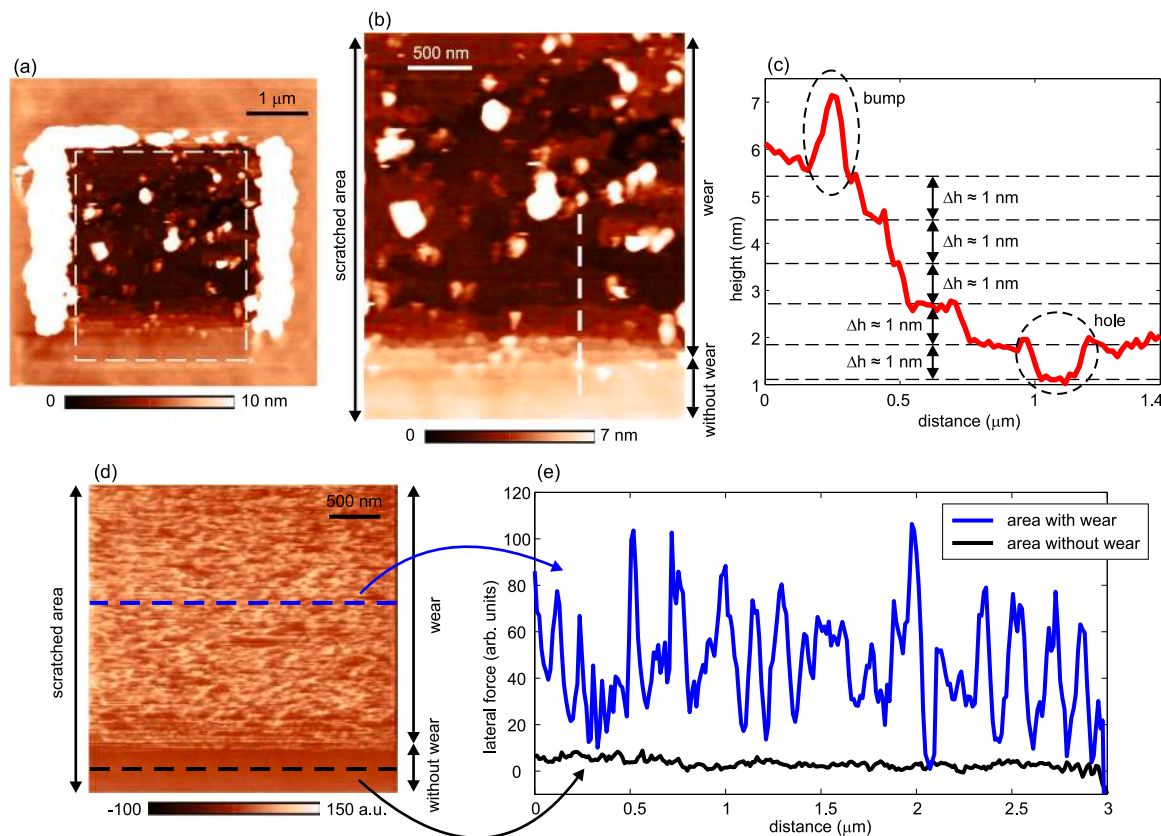 (a)
1 μm
0
10 nm
(b)
500 nm
scratched area
wear
without wear
0
7 nm
(c)
bump
hole
Δh ≈ 1 nm
Δh ≈ 1 nm
Δh ≈ 1 nm
Δh ≈ 1 nm
Δh ≈ 1 nm
height (nm)
7
6
5
4
3
2
1
0
0.5
1
1.4
distance (μm)
(d)
500 nm
scratched area
wear
without wear
-100
150 a.u.
(e)
area with wear
area without wear
lateral force (arb. units)
120
100
80
60
40
20
0
0
0.5
1
1.5
2
2.5
3
distance (μm)